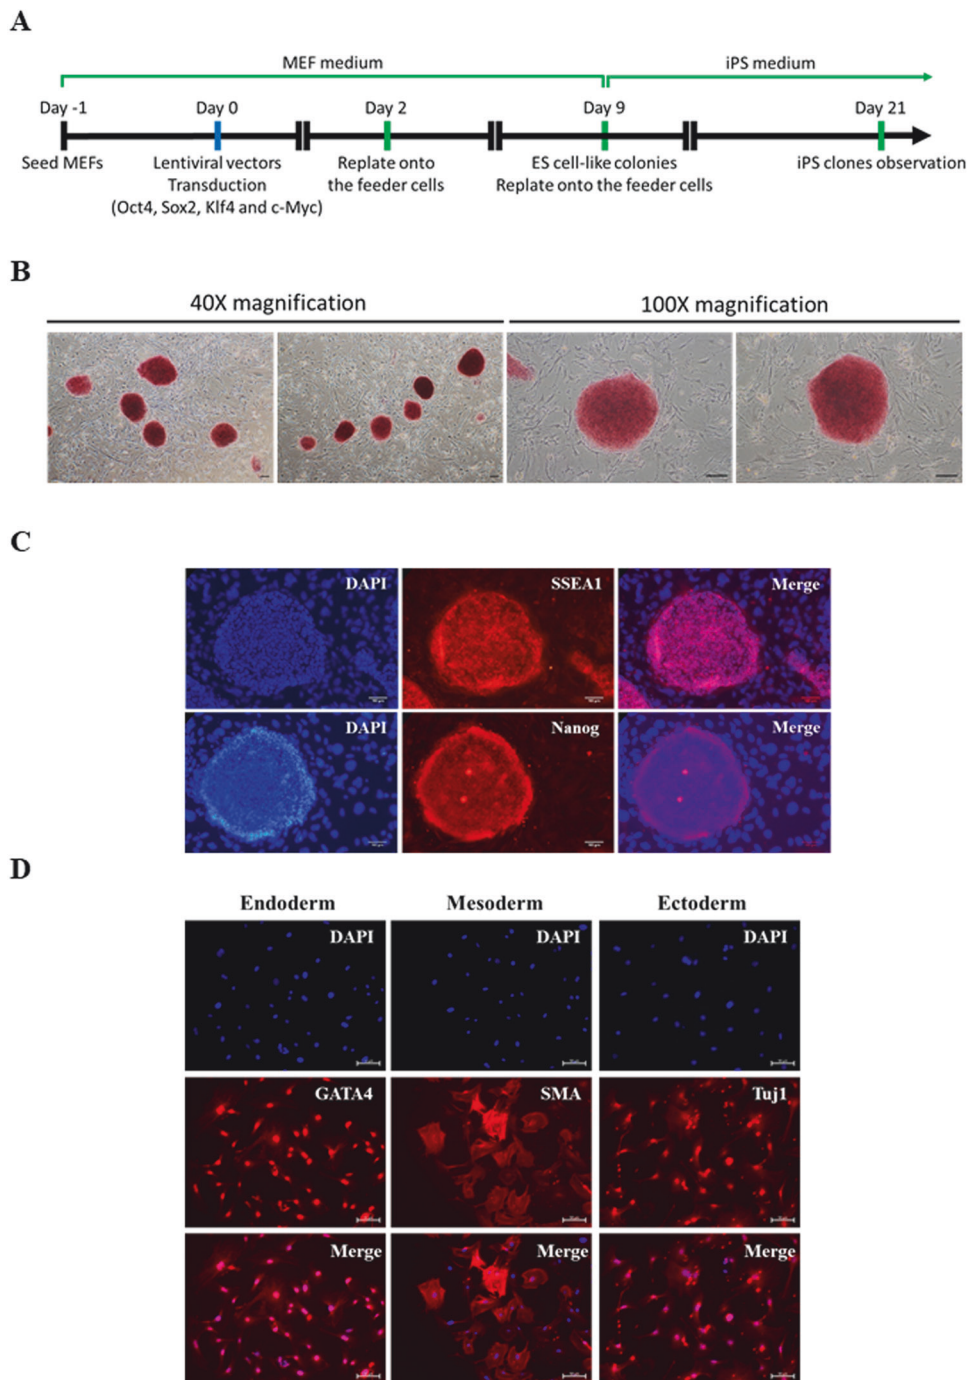 A
MEF medium
iPS medium
Day -1
Day 0
Day 2
Day 9
Day 21
Seed MEFs
Lentiviral vectors
Transduction
(Oct4, Sox2, Klf4 and c-Myc)
Replate onto
the feeder cells
ES cell-like colonies
Replate onto the feeder cells
iPS clones observation
B
40X magnification
100X magnification
C
DAPI
SSEA1
Merge
DAPI
Nanog
Merge
D
Endoderm
Mesoderm
Ectoderm
DAPI
DAPI
DAPI
GATA4
SMA
Tuj1
Merge
Merge
Merge